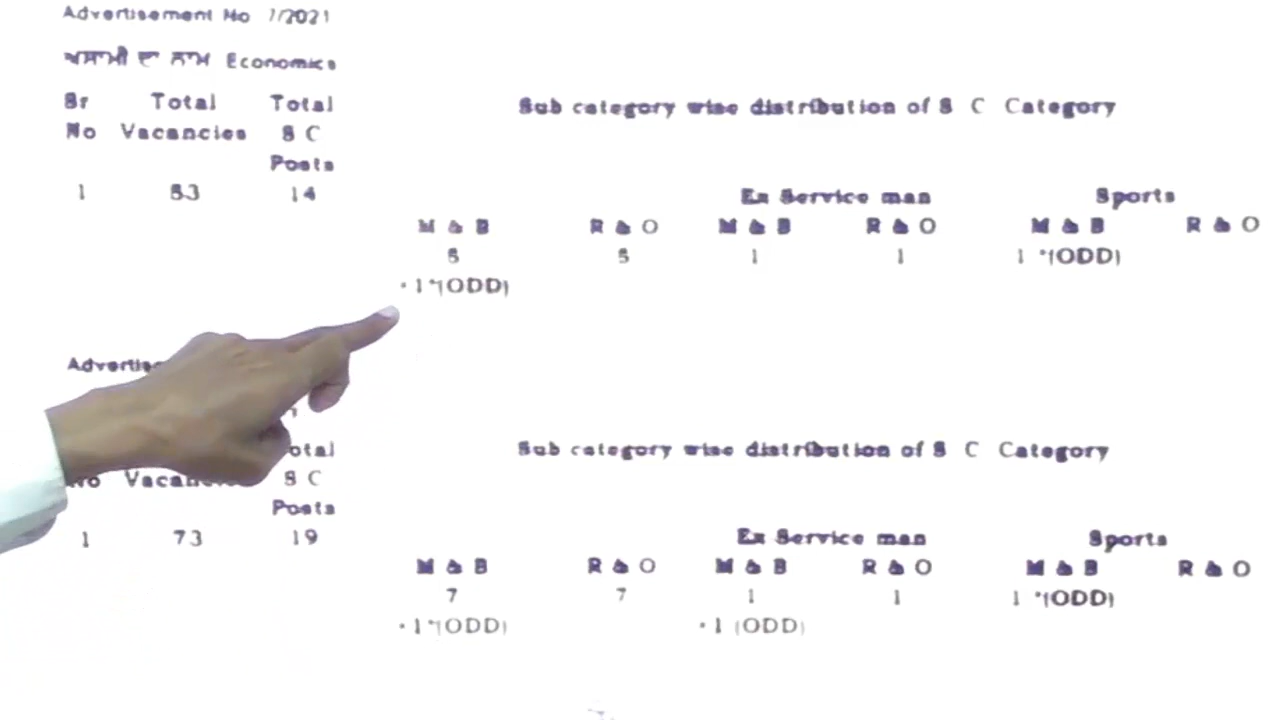 Advertisement No 7/2021
ਅਸਾਮੀ ਦਾ ਨਾਮ Economics
Sr Total Total Sub category wise distribution of S C Category
No Vacancies S C
Posts
1 53 14 Ex Service man Sports
M & B R & O M & B R & O M & B R & O
5 5 1 1 1 *(ODD)
+1*(ODD)
otal Sub category wise distribution of S C Category
S C
Posts
1 73 19 Ex Service man Sports
M & B R & O M & B R & O M & B R & O
7 7 1 1 1 *(ODD)
+1*(ODD) +1 (ODD)